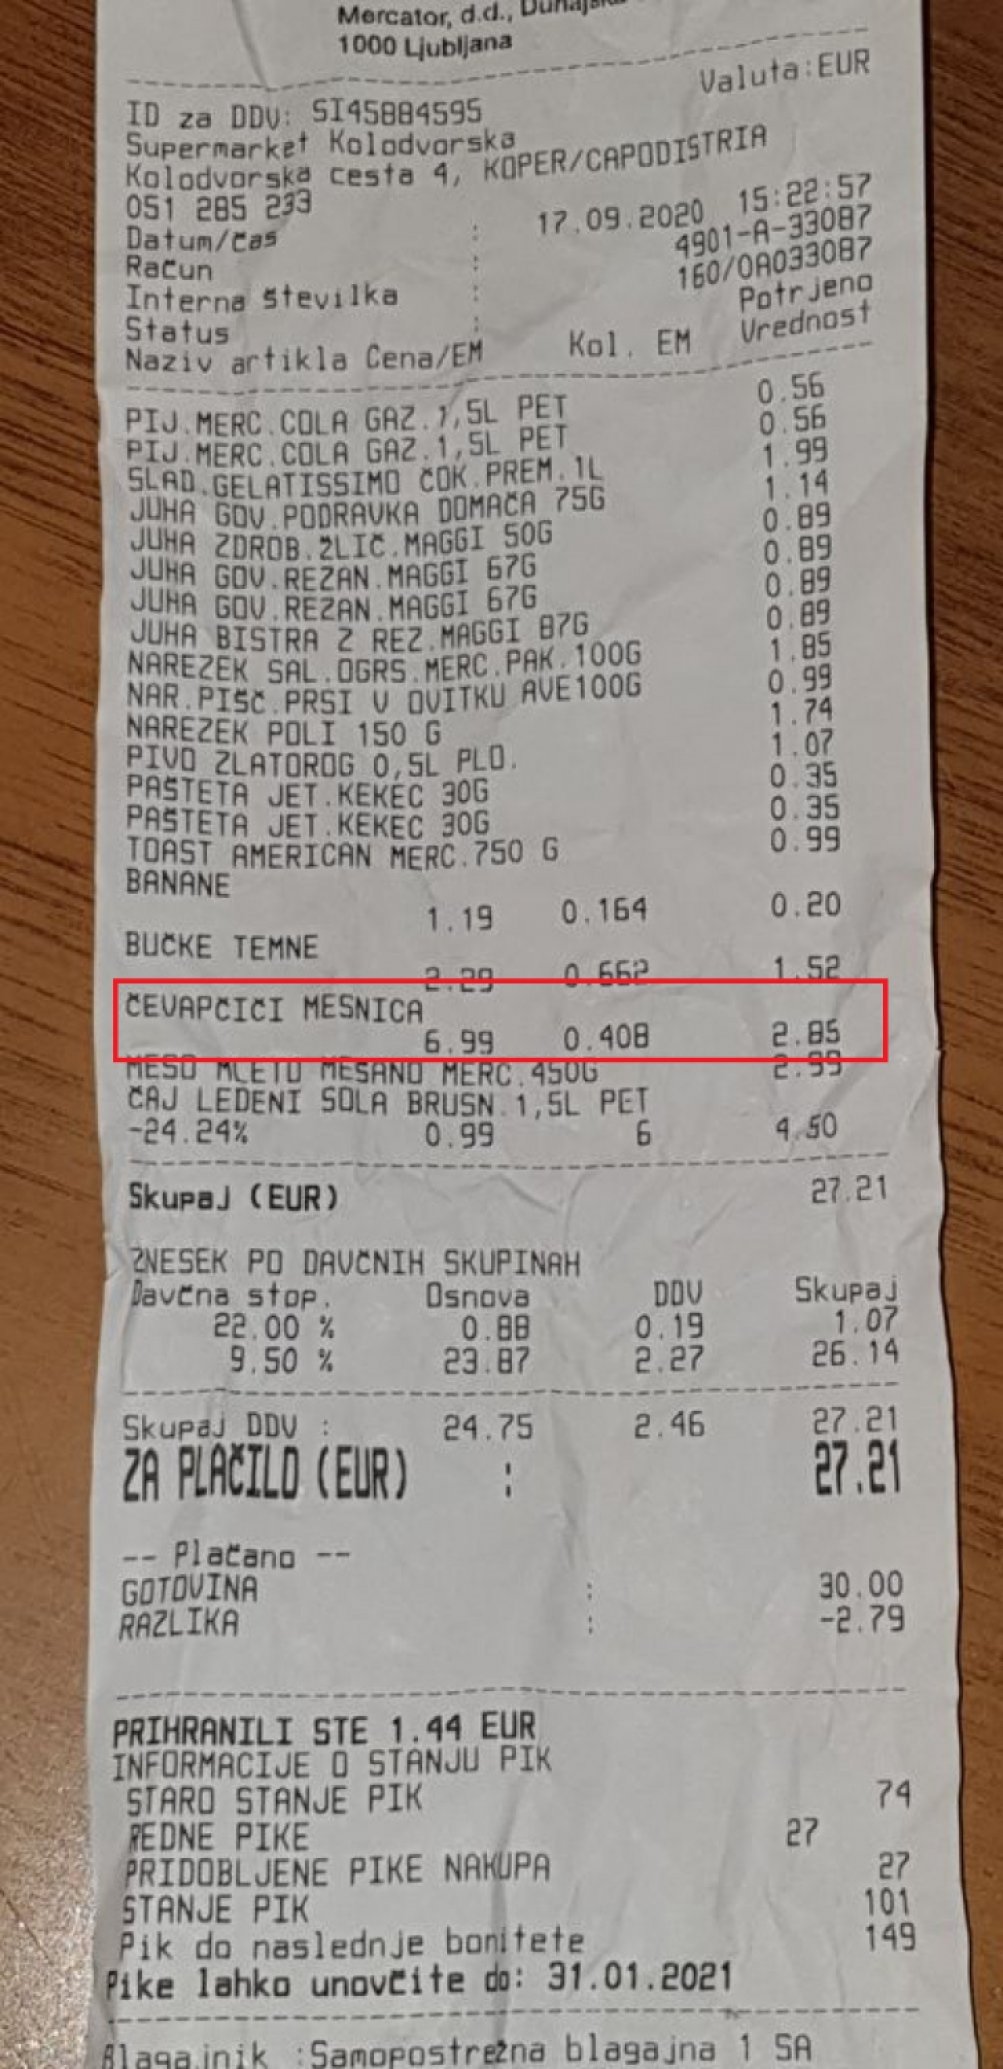 Mercator, d.d.,
1000 Ljubljana
Valuta:EUR
ID za DDV: SI45884595
Supermarket Kolodvorska
Kolodvorska cesta 4, KOPER/CAPODISTRIA
051 285 233
Datum/čas : 17.09.2020 15:22:57
Račun : 4901-A-33087
Interna številka : 160/0A033087
Status : Potrjeno
Naziv artikla Cena/EM Kol. EM Vrednost
PIJ.MERC.COLA GAZ.1,5L PET 0.56
PIJ.MERC.COLA GAZ.1,5L PET 0.56
SLAD.GELATISSIMO ČOK.PREM.1L 1.99
JUHA GOV.PODRAVKA DOMAČA 75G 1.14
JUHA ZDROB.ŽLIČ.MAGGI 50G 0.89
JUHA GOV.REZAN.MAGGI 67G 0.89
JUHA GOV.REZAN.MAGGI 67G 0.89
JUHA BISTRA Z REZ.MAGGI 87G 0.89
NAREZEK SAL.OGRS.MERC.PAK.100G 1.85
NAR.PIŠČ.PRSI V OVITKU AVE100G 0.99
NAREZEK POLI 150 G 1.74
PIVO ZLATOROG 0,5L PLO. 1.07
PAŠTETA JET.KEKEC 30G 0.35
PAŠTETA JET.KEKEC 30G 0.35
TOAST AMERICAN MERC.750 G 0.99
BANANE
1.19 0.164 0.20
BUČKE TEMNE
2.29 0.662 1.52
ČEVAPČIČI MESNICA
6.99 0.408 2.85
MESO MLETO MEŠANO MERC.450G 2.99
ČAJ LEDENI SOLA BRUSN.1,5L PET
-24.24% 0.99 6 4.50
Skupaj (EUR) 27.21
ZNESEK PO DAVČNIH SKUPINAH
Davčna stop. Osnova DDV Skupaj
22.00 % 0.88 0.19 1.07
9.50 % 23.87 2.27 26.14
Skupaj DDV : 24.75 2.46 27.21
ZA PLAČILO (EUR) : 27.21
-- Plačano --
GOTOVINA : 30.00
RAZLIKA : -2.79
PRIHRANILI STE 1.44 EUR
INFORMACIJE O STANJU PIK
STARO STANJE PIK 74
REDNE PIKE 27
PRIDOBLJENE PIKE NAKUPA 27
STANJE PIK 101
Pik do naslednje bonitete 149
Pike lahko unovčite do: 31.01.2021
Blagajnik :Samopostrežna blagajna 1 SA